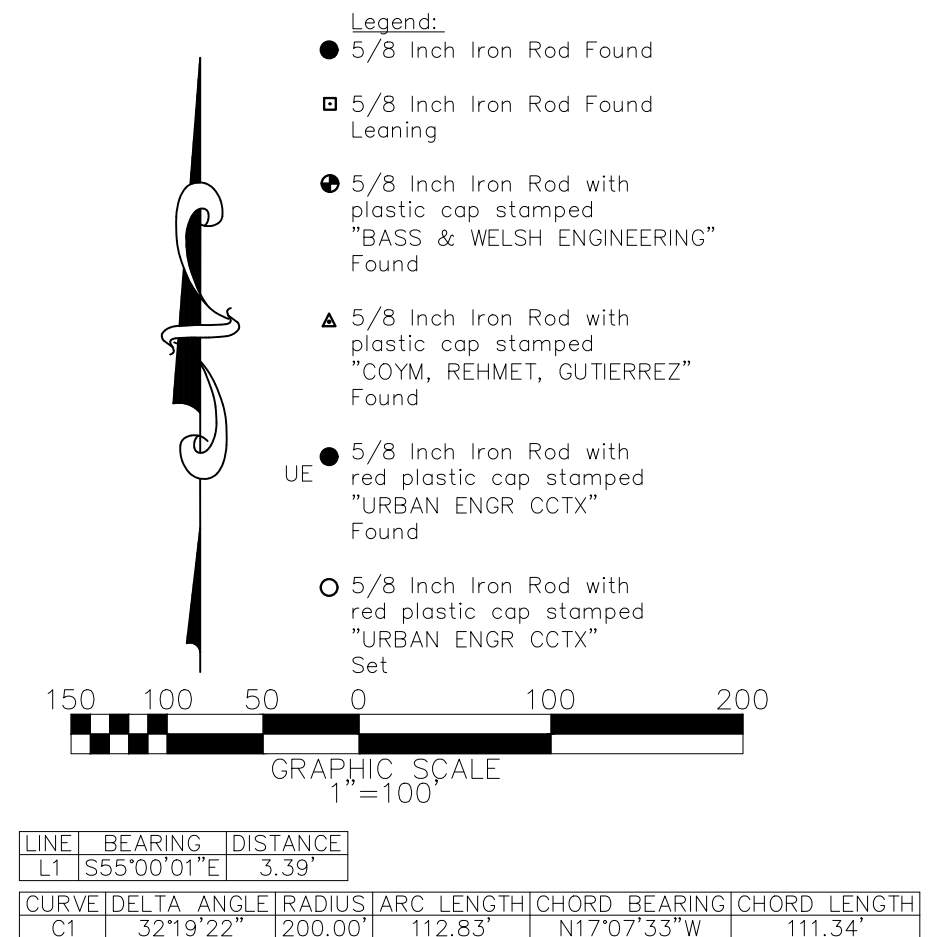 Legend:
5/8 Inch Iron Rod Found
5/8 Inch Iron Rod Found
Leaning
5/8 Inch Iron Rod with
plastic cap stamped
"BASS & WELSH ENGINEERING"
Found
5/8 Inch Iron Rod with
plastic cap stamped
"COYM, REHMET, GUTIERREZ"
Found
UE 5/8 Inch Iron Rod with
red plastic cap stamped
"URBAN ENGR CCTX"
Found
5/8 Inch Iron Rod with
red plastic cap stamped
"URBAN ENGR CCTX"
Set
150 100 50 0 100 200
GRAPHIC SCALE
1"=100'
LINE BEARING DISTANCE
L1 S55°00'01"E 3.39'
CURVE DELTA ANGLE RADIUS ARC LENGTH CHORD BEARING CHORD LENGTH
C1 32°19'22" 200.00' 112.83' N17°07'33"W 111.34'